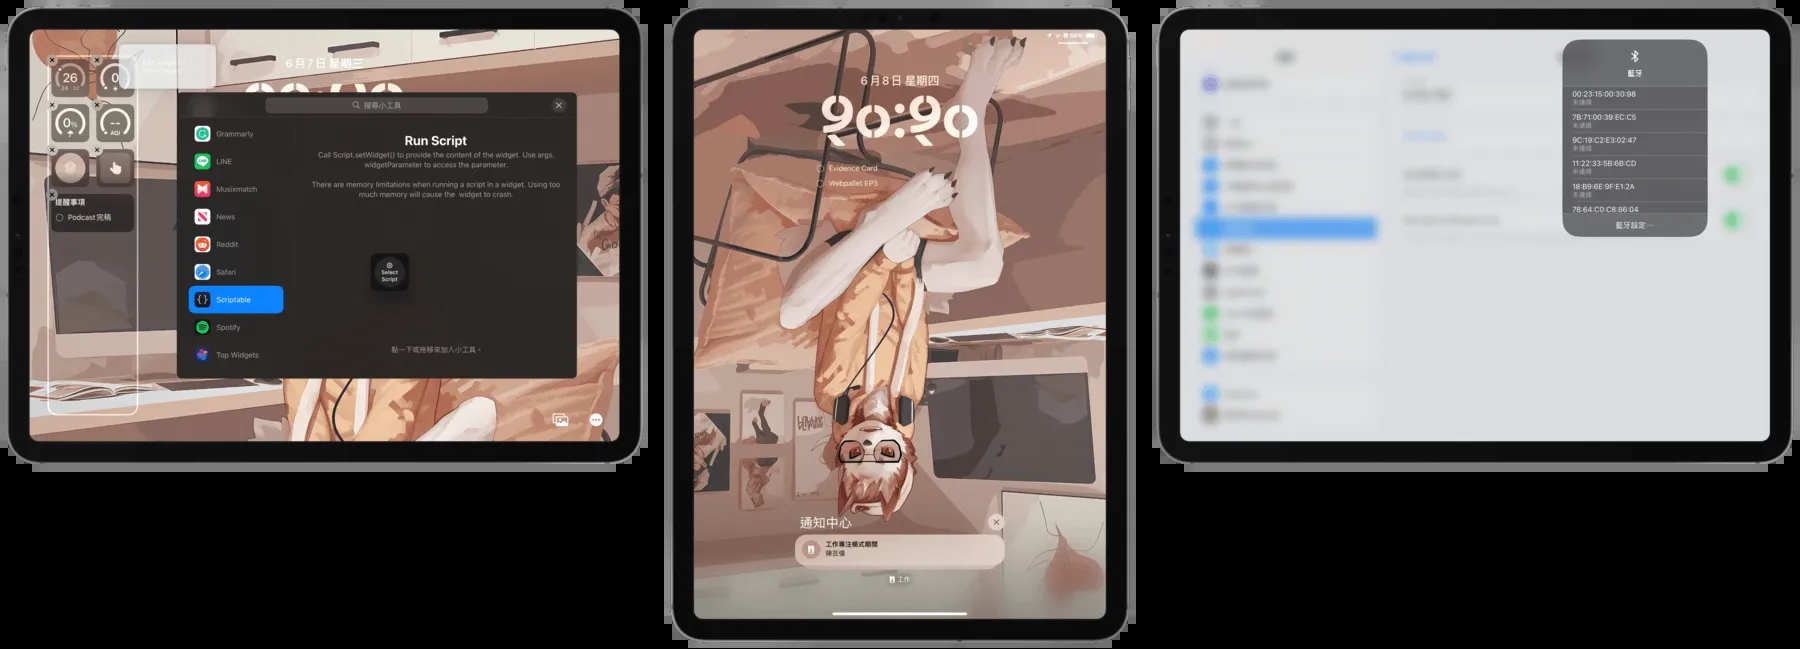 6月7日 星期三
26
24 32
0
0%
--
AQI
提醒事項
Podcast 完稿
搜尋小工具
Grammarly
LINE
Musixmatch
News
Reddit
Safari
Scriptable
Spotify
Top Widgets
Run Script
Call Script.setWidget() to provide the content of the widget. Use args.
widgetParameter to access the parameter.
There are memory limitations when running a script in a widget. Using too
much memory will cause the widget to crash.
Select
Script
點一下或拖移來加入小工具。
6月8日 星期四
90:90
Evidence Card
Webpallet EP3
通知中心
工作專注模式期間
陳芸儀
工作
藍牙
00:23:15:00:30:98
未連線
7B:71:00:39:EC:C5
未連線
9C:19:C2:E3:02:47
未連線
11:22:33:5B:6B:CD
未連線
18:B9:6E:9F:E1:2A
未連線
78:64:C0:C8:86:04
藍牙設定⋯